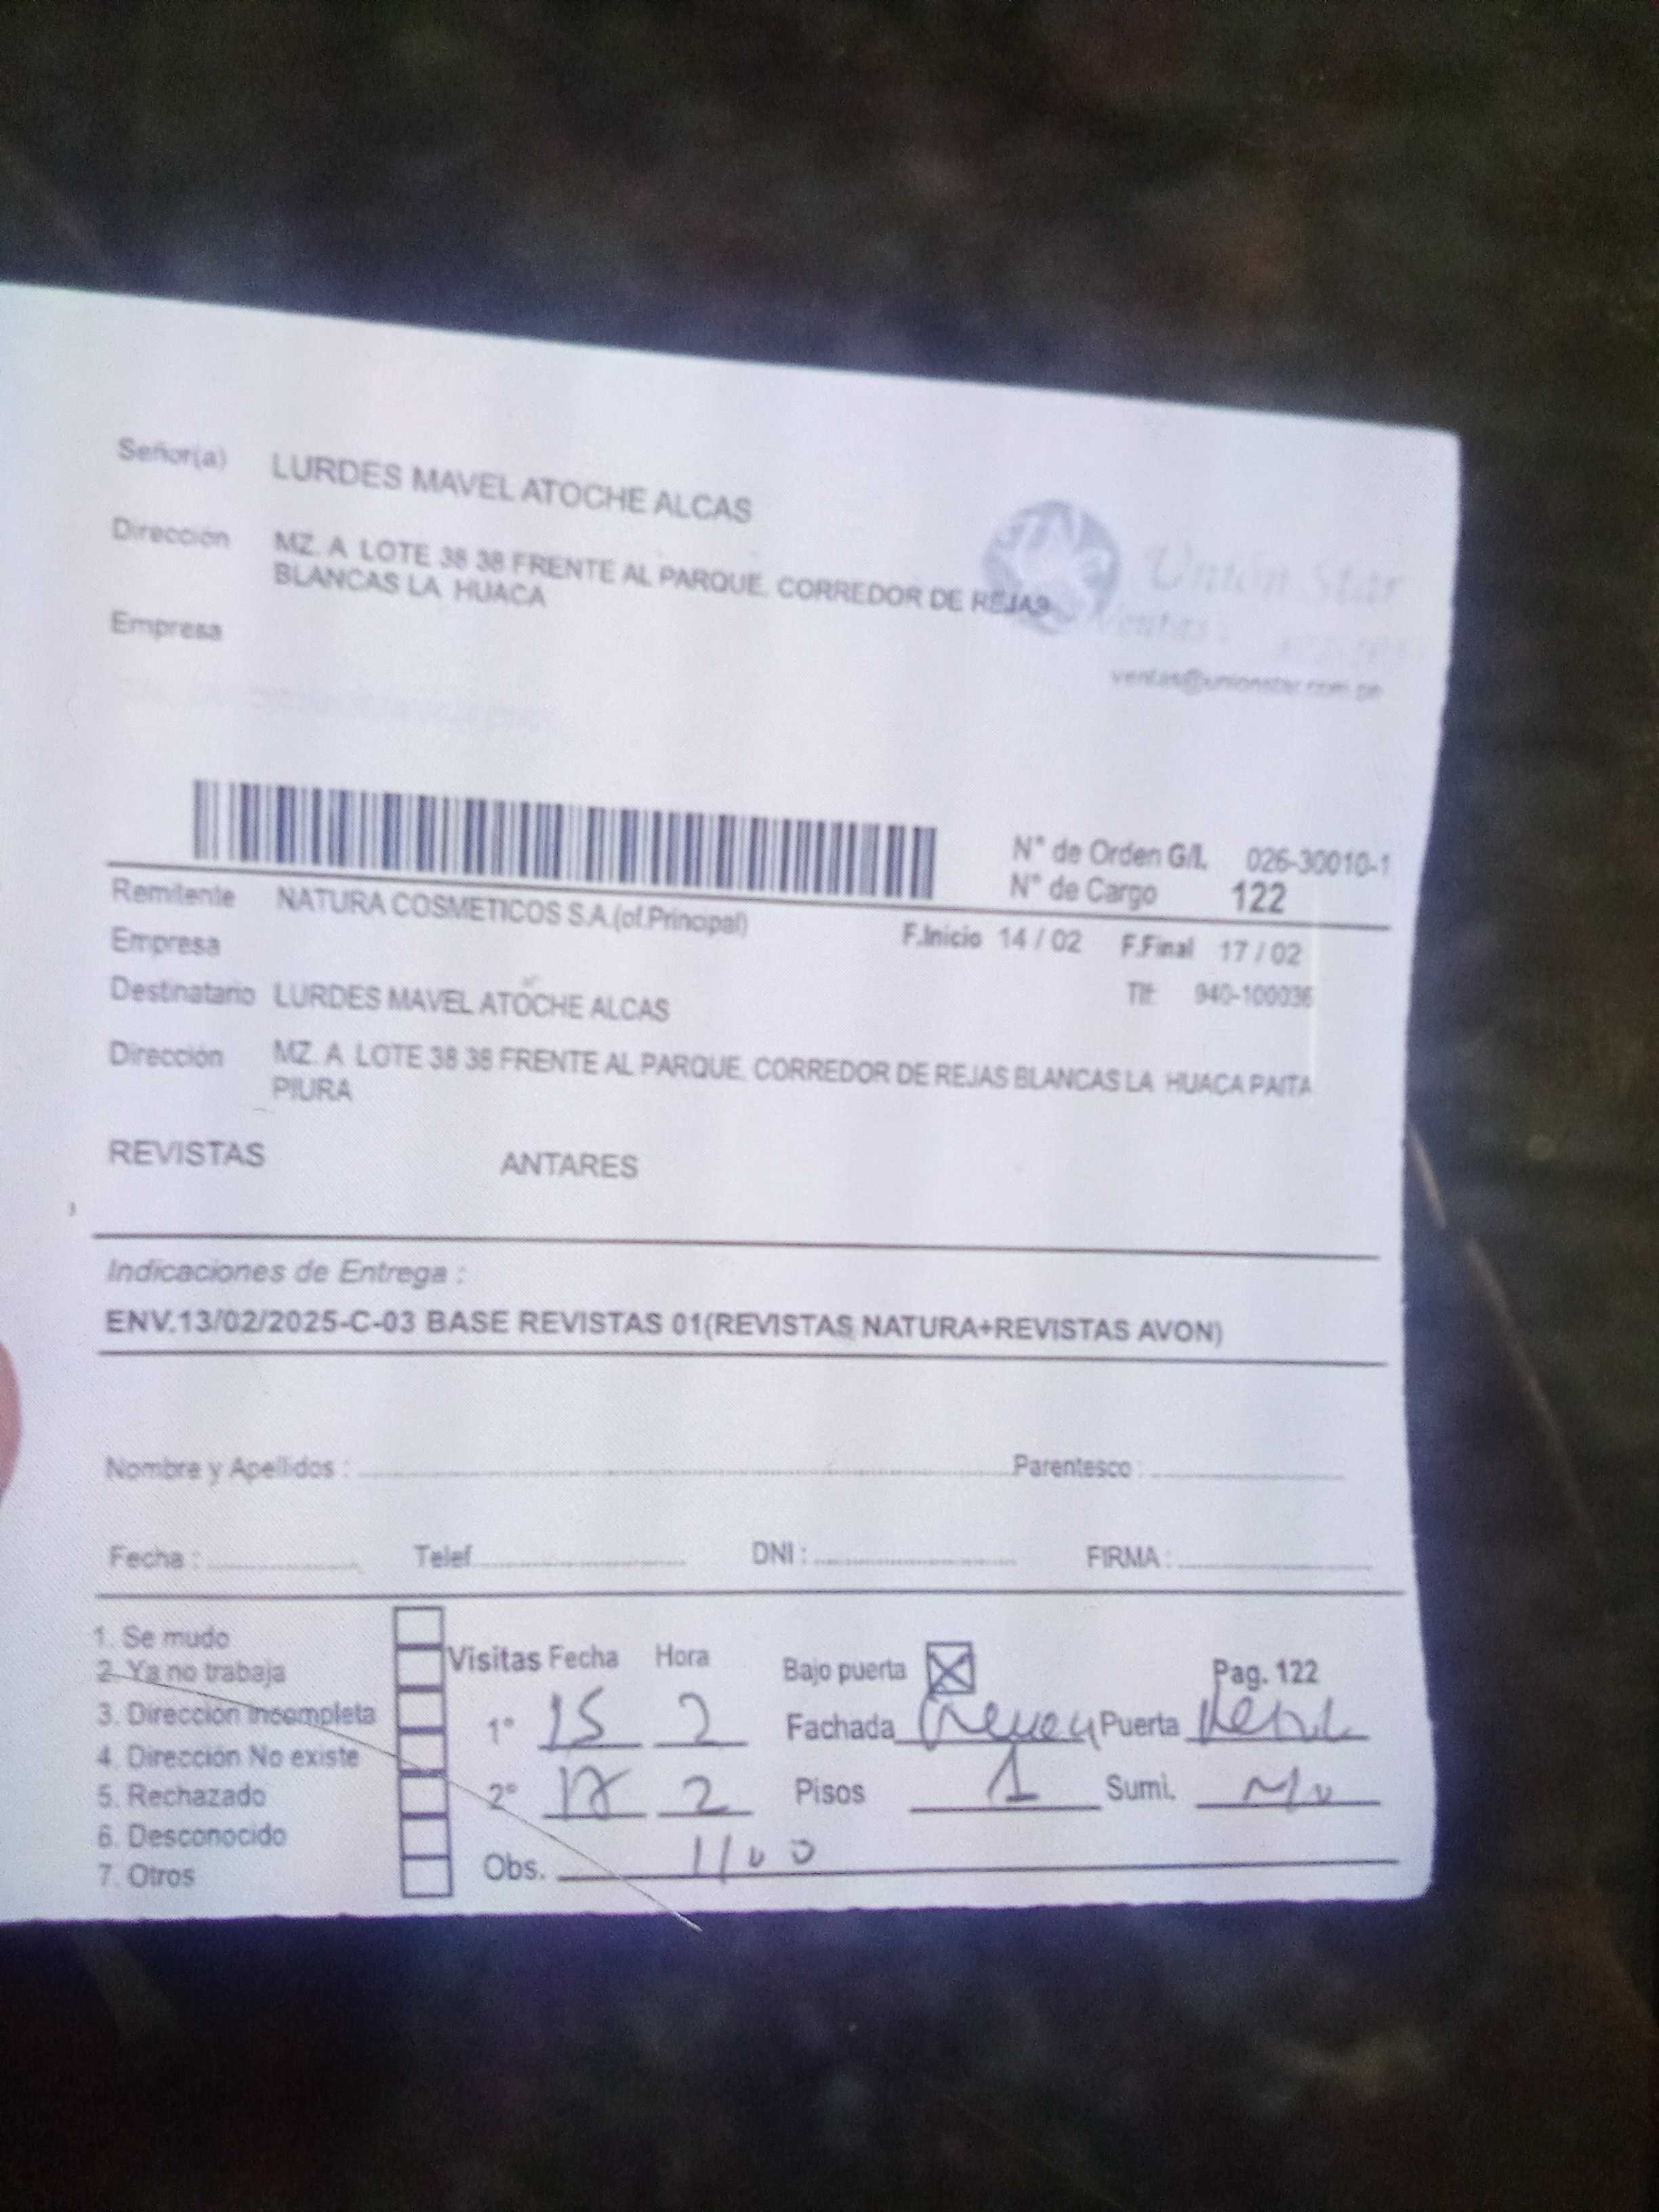 Señor(a) LURDES MAVEL ATOCHE ALCAS
Dirección MZ. A LOTE 38 38 FRENTE AL PARQUE. CORREDOR DE REJAS
BLANCAS LA HUACA
Unión Star
Ventas:
Empresa
ventas@unionstar.com.pe
N° de Orden G/L 026-30010-1
N° de Cargo 122
Remitente NATURA COSMETICOS S.A.(of.Principal)
F.Inicio 14 / 02 F.Final 17 / 02
Empresa
Destinatario LURDES MAVEL ATOCHE ALCAS
Tlf: 940-100036
Dirección MZ. A LOTE 38 38 FRENTE AL PARQUE. CORREDOR DE REJAS BLANCAS LA HUACA PAITA
PIURA
REVISTAS ANTARES
Indicaciones de Entrega :
ENV.13/02/2025-C-03 BASE REVISTAS 01(REVISTAS NATURA+REVISTAS AVON)
Nombre y Apellidos : Parentesco :
Fecha : Telef DNI : FIRMA :
1. Se mudo
2. Ya no trabaja
3. Dirección Incompleta
4. Dirección No existe
5. Rechazado
6. Desconocido
7. Otros
Visitas Fecha Hora
1° 15 2
2° 17 2
Obs.
Bajo puerta
Pag. 122
Fachada Puerta
Pisos 1 Sumi.